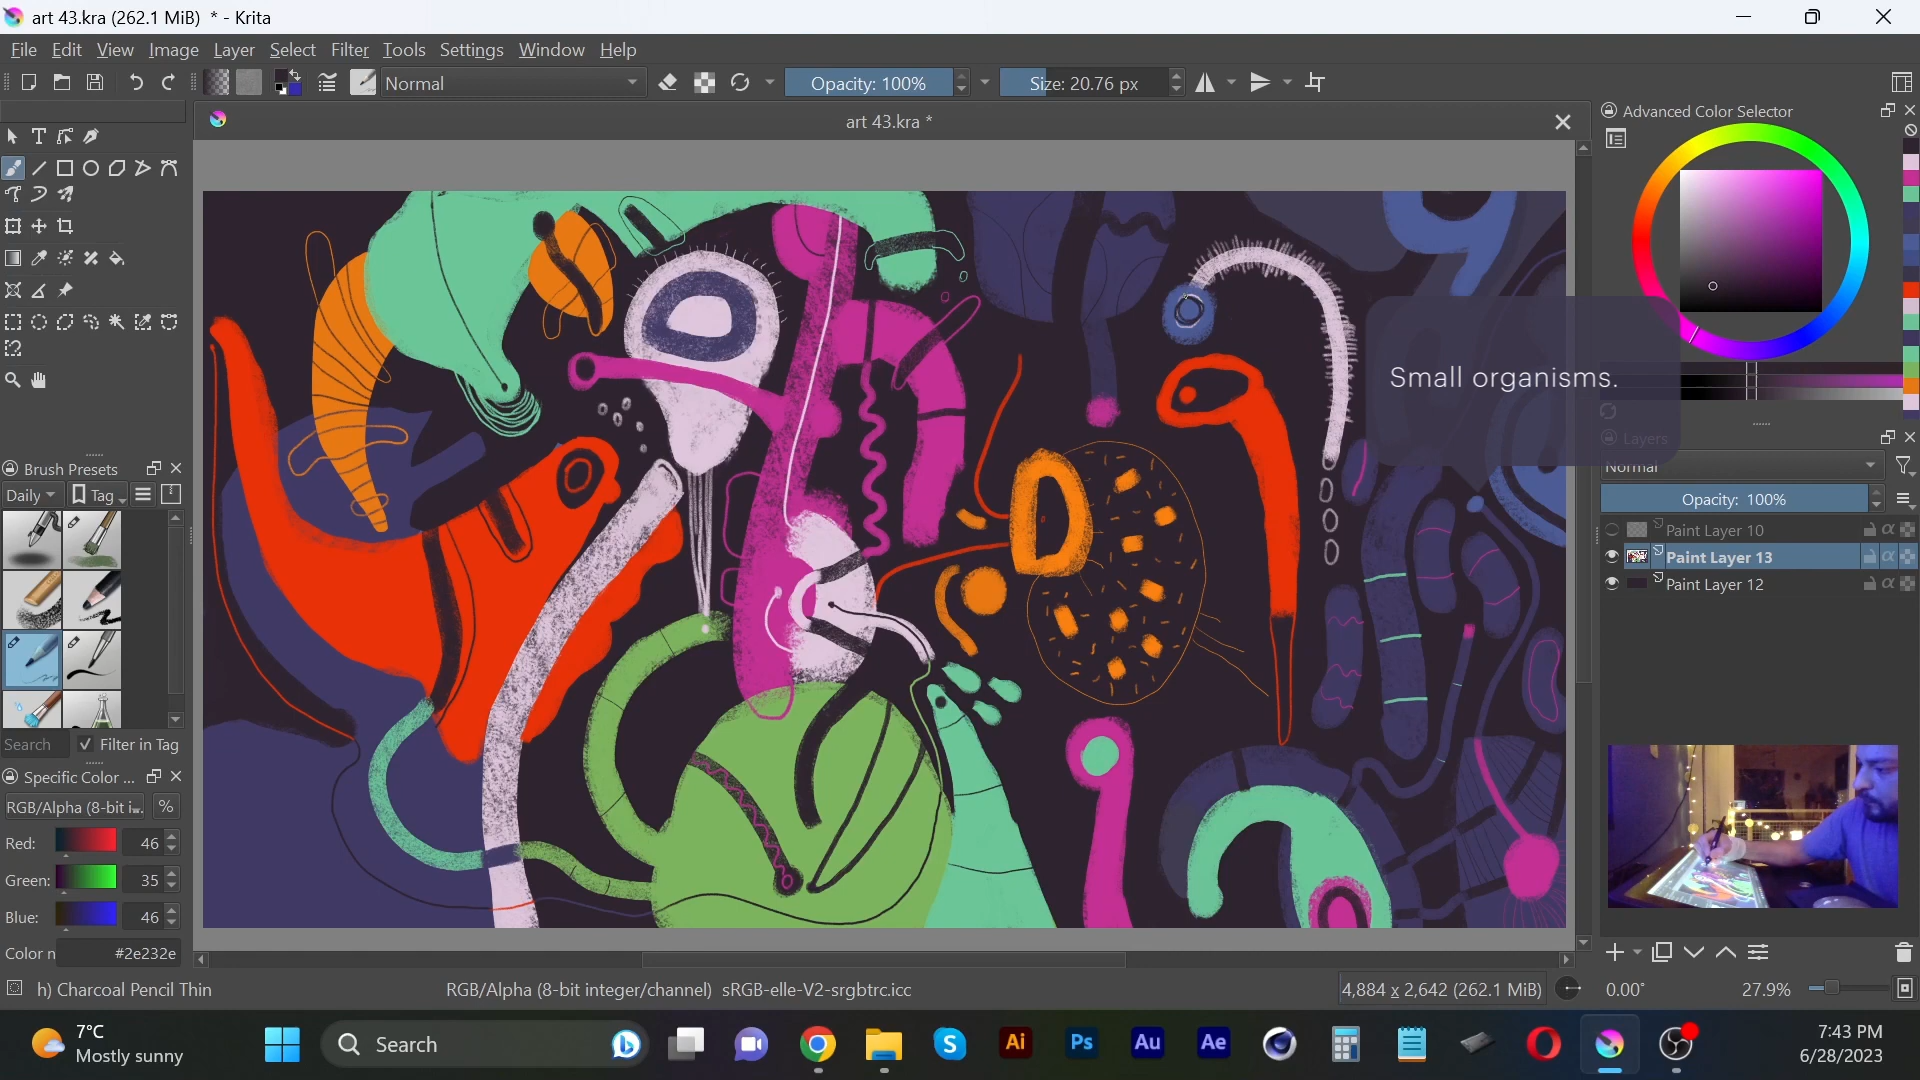 art 43.kra (262.1 MiB) * - Krita
File Edit View Image Layer Select Filter Tools Settings Window Help
Normal
Opacity: 100%
Size: 20.76 px
art 43.kra *
Advanced Color Selector
Small organisms.
Layers
Normal
Opacity: 100%
Paint Layer 10
Paint Layer 13
Paint Layer 12
Brush Presets
Daily
Tag
Search
Filter in Tag
Specific Color ...
RGB/Alpha (8-bit i...
%
Red: 46
Green: 35
Blue: 46
Color n #2e232e
h) Charcoal Pencil Thin
RGB/Alpha (8-bit integer/channel) sRGB-elle-V2-srgbtrc.icc
4,884 x 2,642 (262.1 MiB)
0.00°
27.9%
7°C
Mostly sunny
Search
Ai
Ps
Au
Ae
7:43 PM
6/28/2023